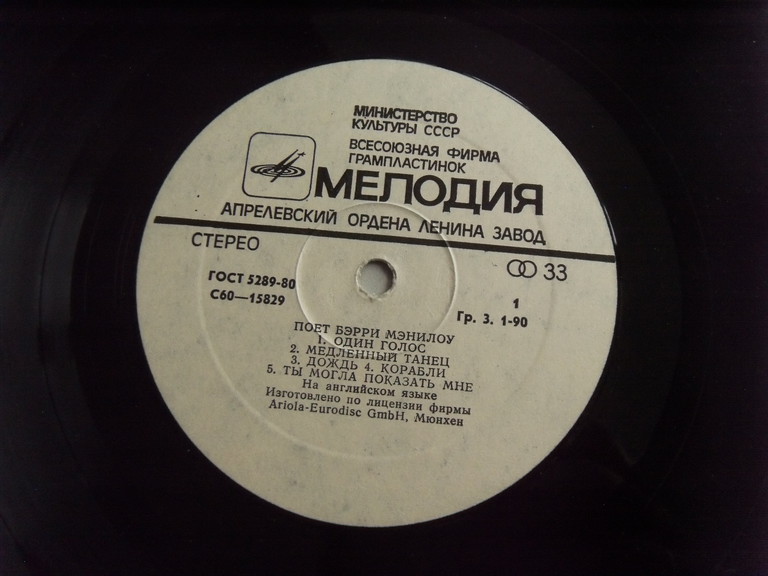 МИНИСТЕРСТВО
КУЛЬТУРЫ СССР
ВСЕСОЮЗНАЯ ФИРМА
ГРАМПЛАСТИНОК
МЕЛОДИЯ
АПРЕЛЕВСКИЙ ОРДЕНА ЛЕНИНА ЗАВОД
СТЕРЕО
33
ГОСТ 5289-80
С60—15829
1
Гр. 3. 1-90
ПОЕТ БЭРРИ МЭНИЛОУ
1. ОДИН ГОЛОС
2. МЕДЛЕННЫЙ ТАНЕЦ
3. ДОЖДЬ 4. КОРАБЛИ
5. ТЫ МОГЛА ПОКАЗАТЬ МНЕ
На английском языке
Изготовлено по лицензии фирмы
Ariola-Eurodisc GmbH, Мюнхен